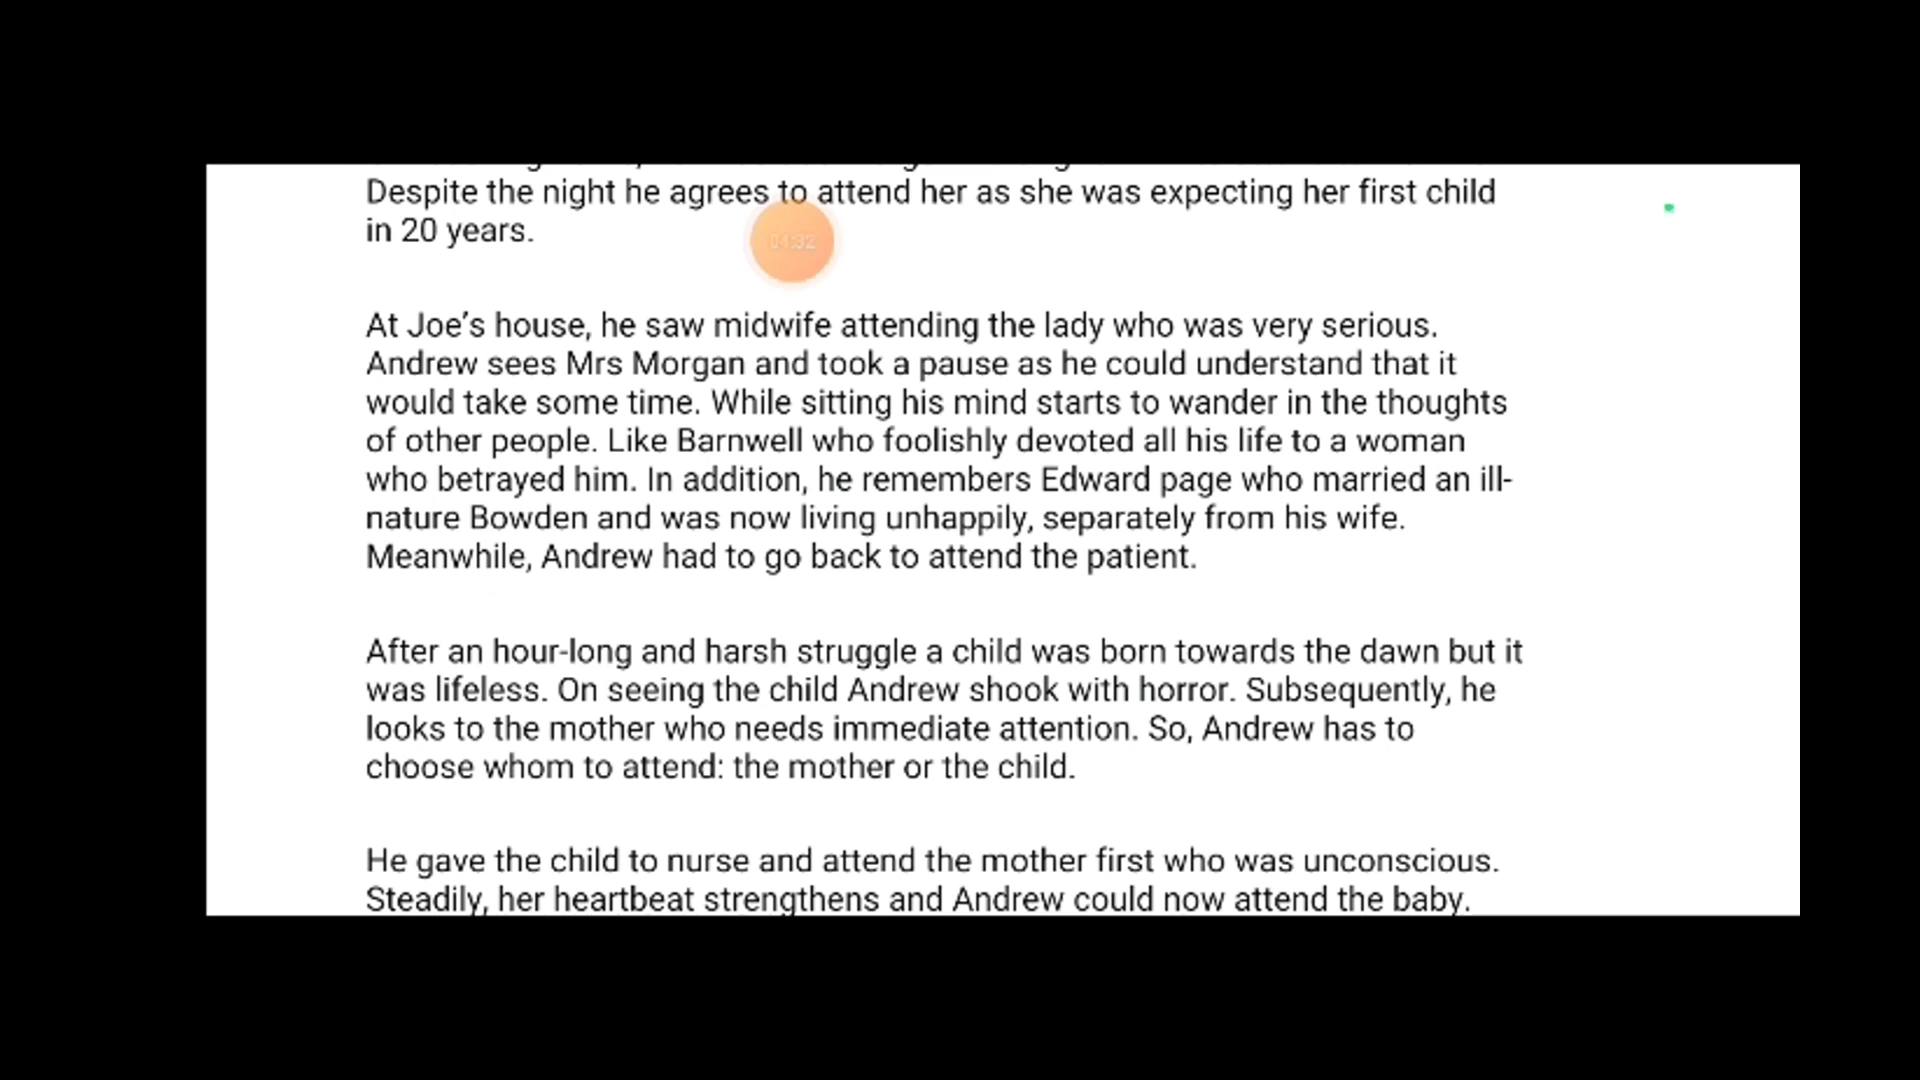 Despite the night he agrees to attend her as she was expecting her first child
in 20 years.
04:32
At Joe’s house, he saw midwife attending the lady who was very serious.
Andrew sees Mrs Morgan and took a pause as he could understand that it
would take some time. While sitting his mind starts to wander in the thoughts
of other people. Like Barnwell who foolishly devoted all his life to a woman
who betrayed him. In addition, he remembers Edward page who married an ill-
nature Bowden and was now living unhappily, separately from his wife.
Meanwhile, Andrew had to go back to attend the patient.
After an hour-long and harsh struggle a child was born towards the dawn but it
was lifeless. On seeing the child Andrew shook with horror. Subsequently, he
looks to the mother who needs immediate attention. So, Andrew has to
choose whom to attend: the mother or the child.
He gave the child to nurse and attend the mother first who was unconscious.
Steadily, her heartbeat strengthens and Andrew could now attend the baby.